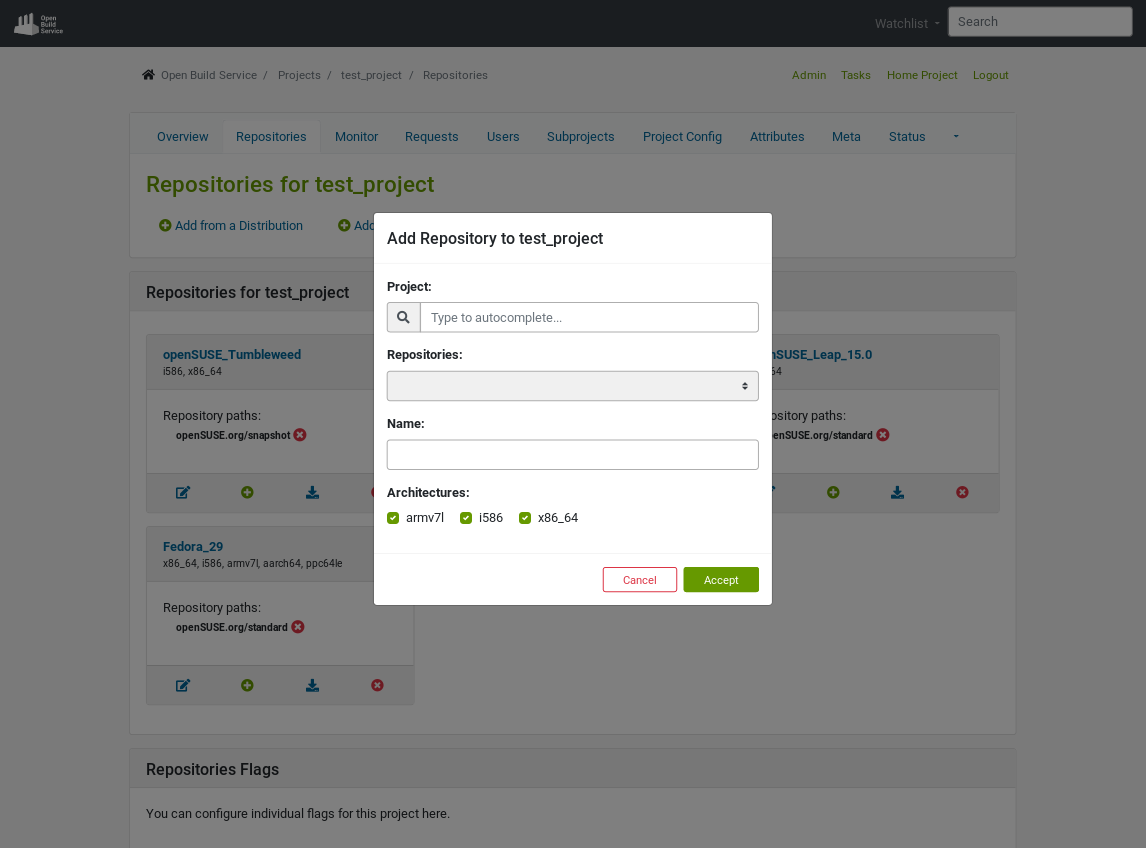 Open
Build
Service
Watchlist
Search
Open Build Service / Projects / test_project / Repositories
Admin Tasks Home Project Logout
Overview Repositories Monitor Requests Users Subprojects Project Config Attributes Meta Status
Repositories for test_project
Add from a Distribution
Add
Add Repository to test_project
Project:
Type to autocomplete...
Repositories:
Name:
Architectures:
armv7l i586 x86_64
Cancel Accept
Repositories for test_project
openSUSE_Tumbleweed
i586, x86_64
Repository paths:
openSUSE.org/snapshot
nSUSE_Leap_15.0
64
ository paths:
enSUSE.org/standard
Fedora_29
x86_64, i586, armv7l, aarch64, ppc64le
Repository paths:
openSUSE.org/standard
Repositories Flags
You can configure individual flags for this project here.